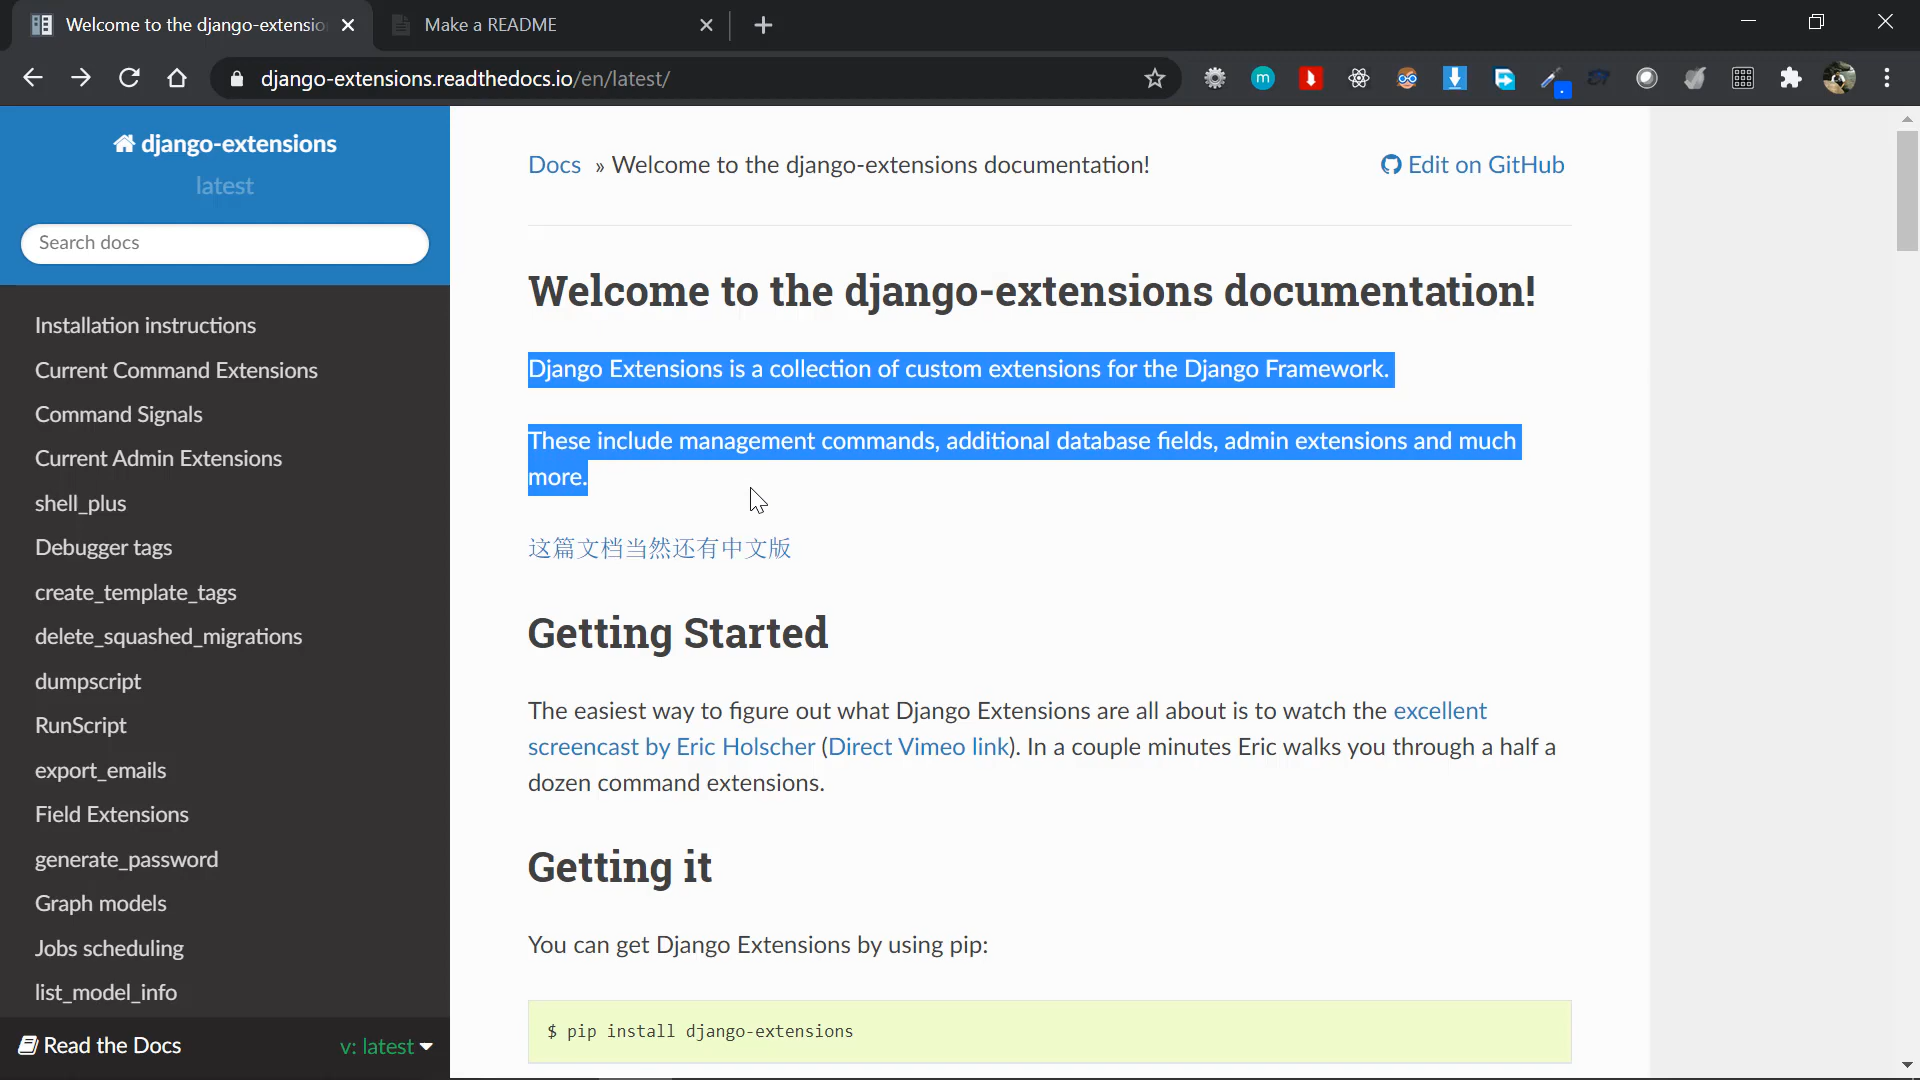 Welcome to the django-extensio
Make a README
django-extensions.readthedocs.io/en/latest/
django-extensions
latest
Search docs
Installation instructions
Current Command Extensions
Command Signals
Current Admin Extensions
shell_plus
Debugger tags
create_template_tags
delete_squashed_migrations
dumpscript
RunScript
export_emails
Field Extensions
generate_password
Graph models
Jobs scheduling
list_model_info
Read the Docs
v: latest
Docs » Welcome to the django-extensions documentation!
Edit on GitHub
Welcome to the django-extensions documentation!
Django Extensions is a collection of custom extensions for the Django Framework.
These include management commands, additional database fields, admin extensions and much
more.
这篇文档当然还有中文版
Getting Started
The easiest way to figure out what Django Extensions are all about is to watch the excellent
screencast by Eric Holscher (Direct Vimeo link). In a couple minutes Eric walks you through a half a
dozen command extensions.
Getting it
You can get Django Extensions by using pip:
$ pip install django-extensions